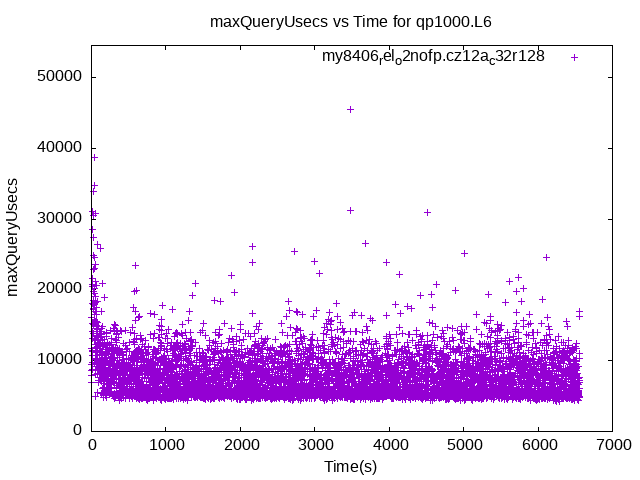 maxQueryUsecs vs Time for qp1000.L6
my8406relo2nofp.cz12ac32r128
maxQueryUsecs
50000
40000
30000
20000
10000
0
0 1000 2000 3000 4000 5000 6000 7000
Time(s)